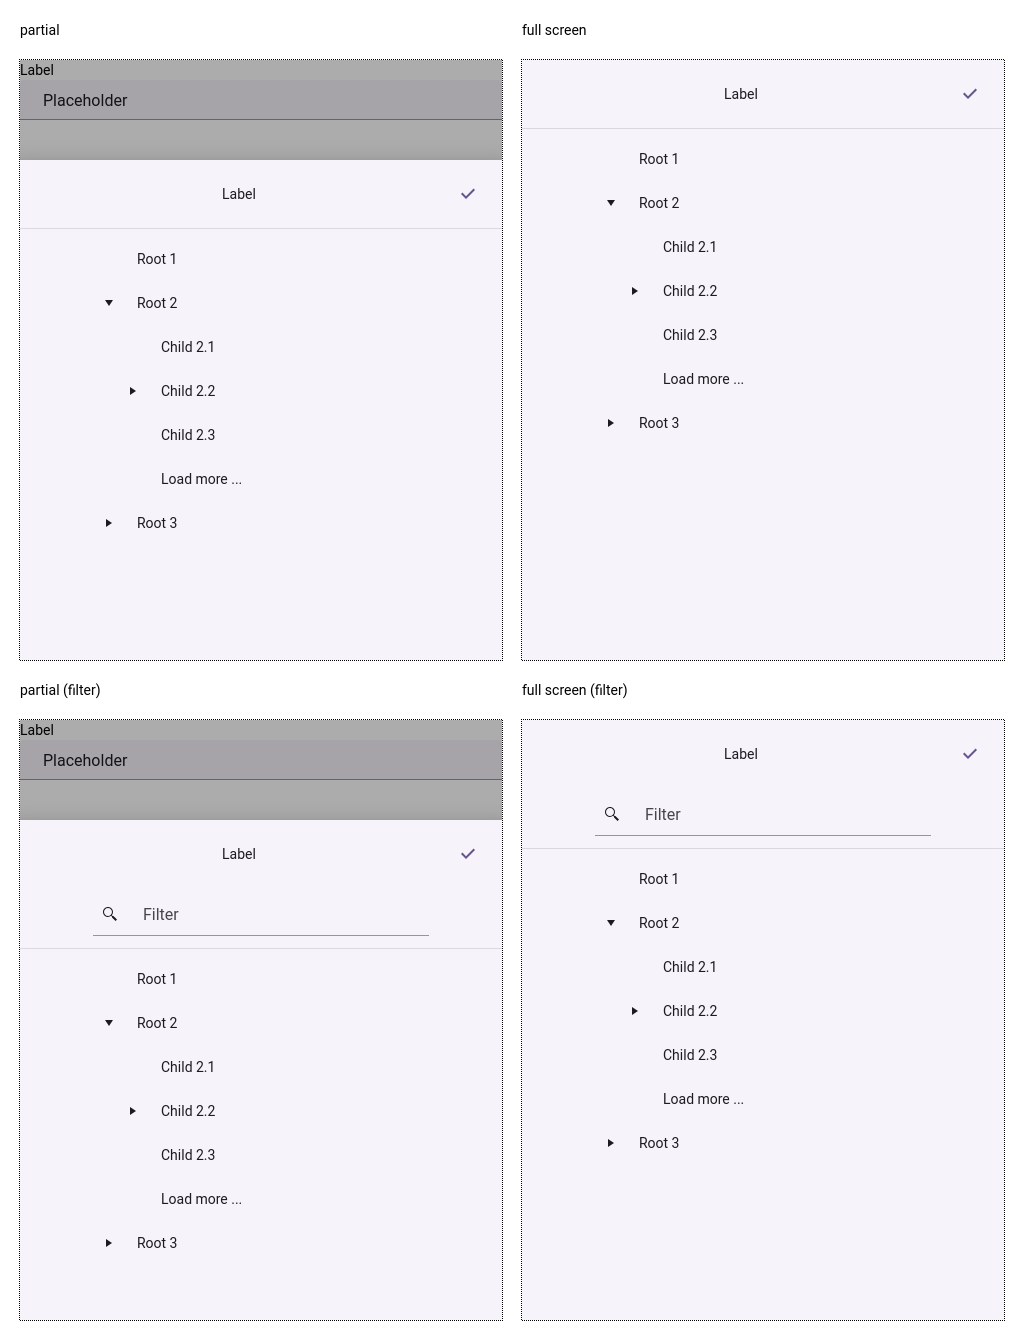 partial
Label
Placeholder
Label
Root 1
Root 2
Child 2.1
Child 2.2
Child 2.3
Load more ...
Root 3
full screen
Label
Root 1
Root 2
Child 2.1
Child 2.2
Child 2.3
Load more ...
Root 3
partial (filter)
Label
Placeholder
Label
Filter
Root 1
Root 2
Child 2.1
Child 2.2
Child 2.3
Load more ...
Root 3
full screen (filter)
Label
Filter
Root 1
Root 2
Child 2.1
Child 2.2
Child 2.3
Load more ...
Root 3